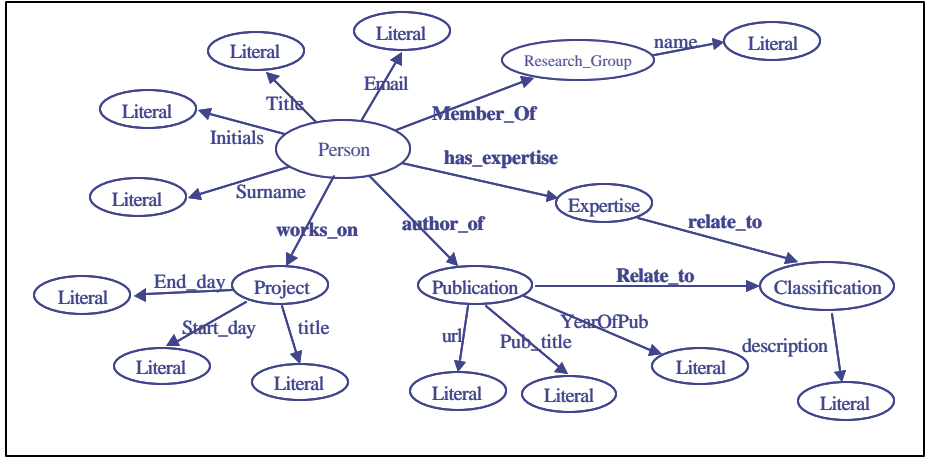 Literal
Literal
Research_Group
name
Literal
Email
Title
Literal
Member_Of
Initials
Person
has_expertise
Literal
Surname
Expertise
works_on
author_of
relate_to
End_day
Project
Publication
Relate_to
Classification
Literal
Start_day
title
url
Pub_title
YearOfPub
description
Literal
Literal
Literal
Literal
Literal
Literal